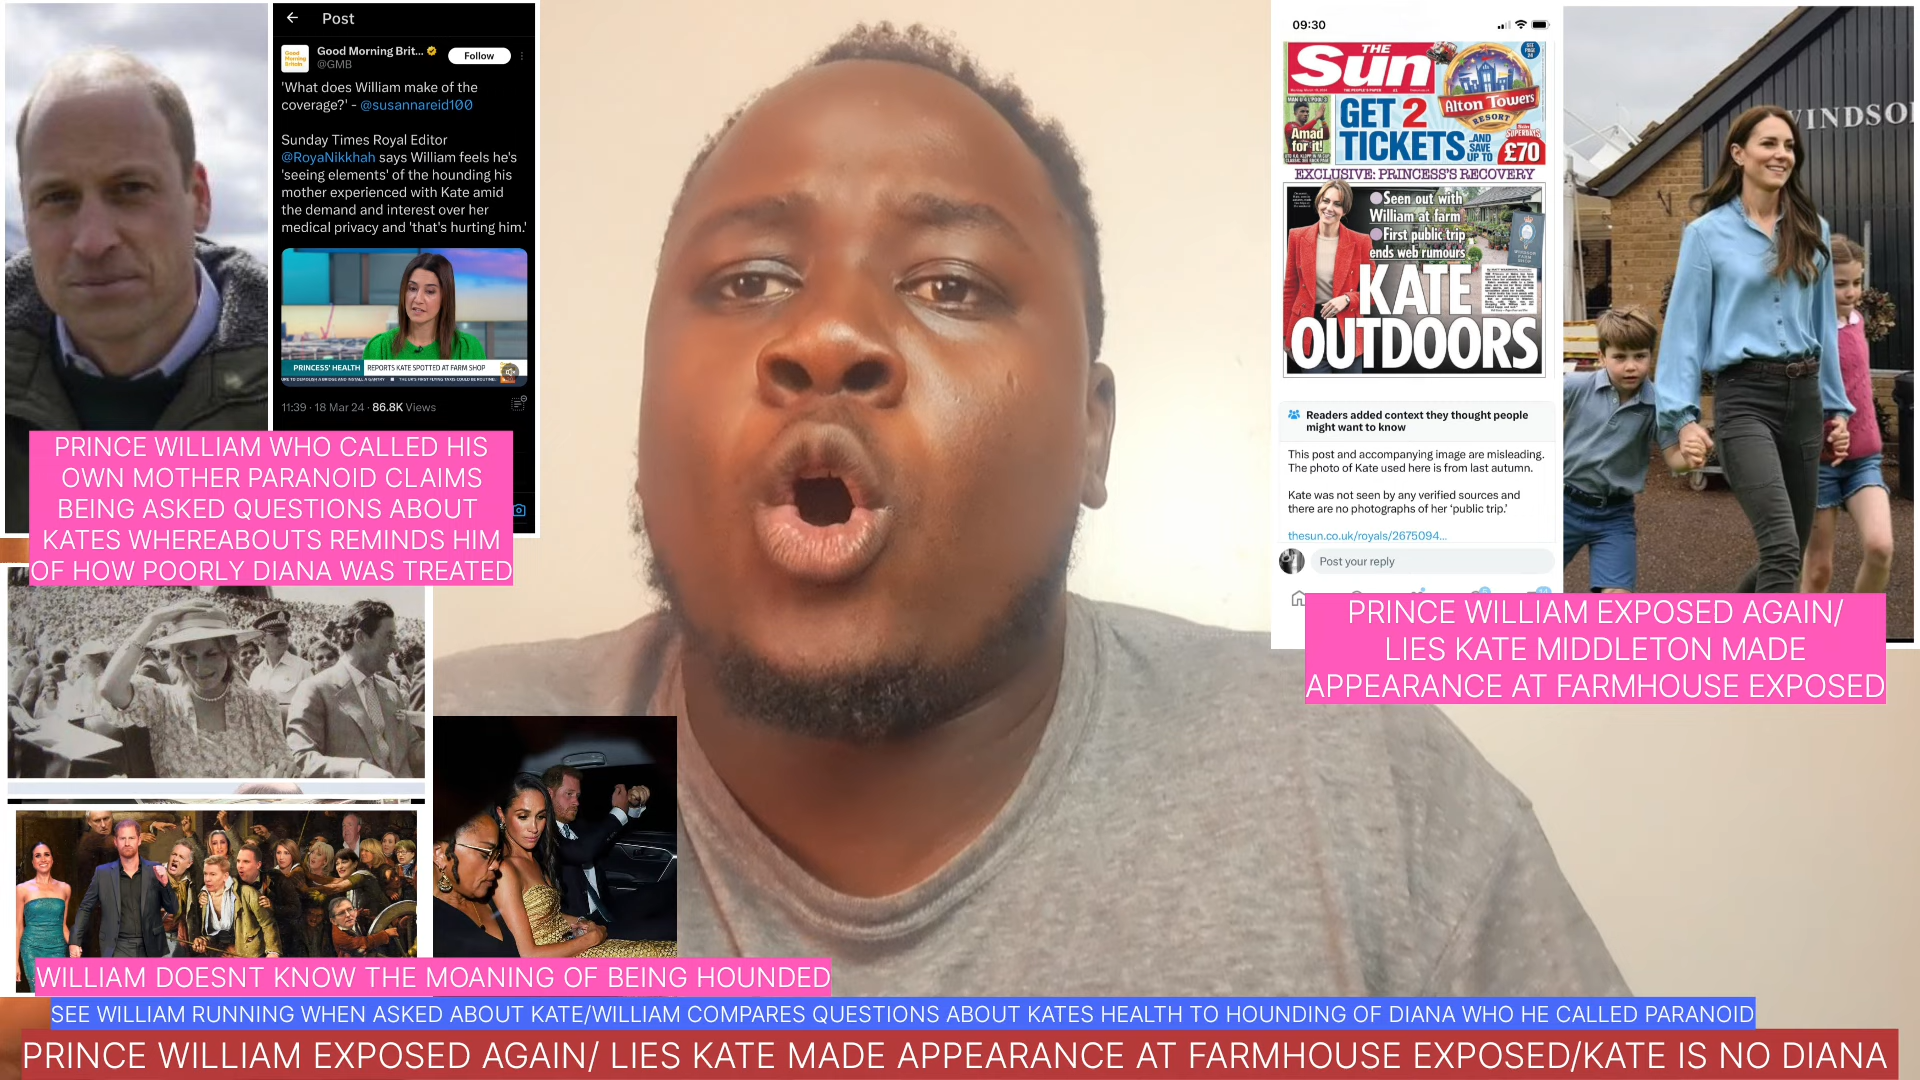 Post
Good Morning Brit...
@GMB
Follow
'What does William make of the
coverage?' - @susannareid100
Sunday Times Royal Editor
@RoyaNikkhah says William feels he's
'seeing elements' of the hounding his
mother experienced with Kate amid
the demand and interest over her
medical privacy and 'that's hurting him.'
PRINCESS' HEALTH
REPORTS KATE SPOTTED AT FARM SHOP
11:39 · 18 Mar 24 · 86.8K Views
PRINCE WILLIAM WHO CALLED HIS
OWN MOTHER PARANOID CLAIMS
BEING ASKED QUESTIONS ABOUT
KATES WHEREABOUTS REMINDS HIM
OF HOW POORLY DIANA WAS TREATED
09:30
THE
Sun
GET 2
TICKETS
AND
SAVE
UP TO
£70
Alton Towers
RESORT
Amad
for it!
EXCLUSIVE: PRINCESS'S RECOVERY
Seen out with
William at farm
First public trip
ends web rumours
KATE
OUTDOORS
Readers added context they thought people
might want to know
This post and accompanying image are misleading.
The photo of Kate used here is from last autumn.
Kate was not seen by any verified sources and
there are no photographs of her 'public trip.'
thesun.co.uk/royals/2675094...
Post your reply
PRINCE WILLIAM EXPOSED AGAIN/
LIES KATE MIDDLETON MADE
APPEARANCE AT FARMHOUSE EXPOSED
WILLIAM DOESNT KNOW THE MOANING OF BEING HOUNDED
SEE WILLIAM RUNNING WHEN ASKED ABOUT KATE/WILLIAM COMPARES QUESTIONS ABOUT KATES HEALTH TO HOUNDING OF DIANA WHO HE CALLED PARANOID
PRINCE WILLIAM EXPOSED AGAIN/ LIES KATE MADE APPEARANCE AT FARMHOUSE EXPOSED/KATE IS NO DIANA